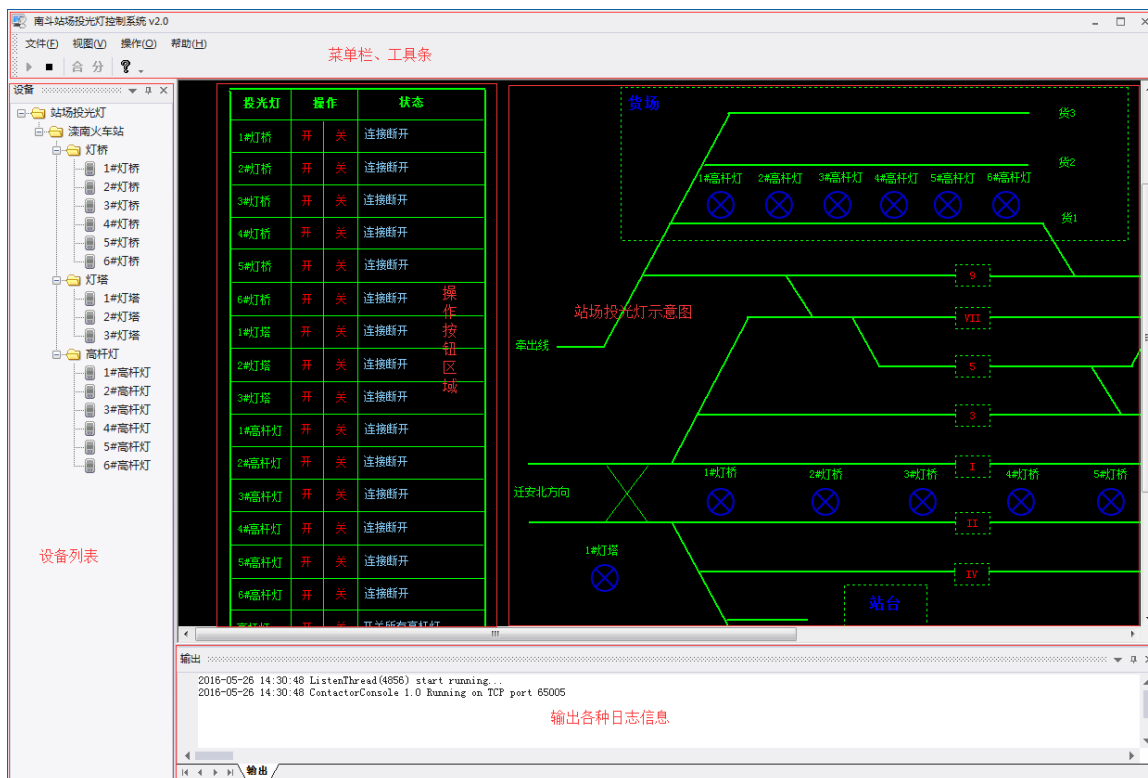 南斗站场投光灯控制系统 v2.0
文件(F) 视图(V) 操作(O) 帮助(H)
菜单栏、工具条
合 分
设备
站场投光灯
滦南火车站
灯桥
1#灯桥
2#灯桥
3#灯桥
4#灯桥
5#灯桥
6#灯桥
灯塔
1#灯塔
2#灯塔
3#灯塔
高杆灯
1#高杆灯
2#高杆灯
3#高杆灯
4#高杆灯
5#高杆灯
6#高杆灯
设备列表
投光灯 操作 状态
1#灯桥 开 关 连接断开
2#灯桥 开 关 连接断开
3#灯桥 开 关 连接断开
4#灯桥 开 关 连接断开
5#灯桥 开 关 连接断开
6#灯桥 开 关 连接断开
1#灯塔 开 关 连接断开
2#灯塔 开 关 连接断开
3#灯塔 开 关 连接断开
1#高杆灯 开 关 连接断开
2#高杆灯 开 关 连接断开
3#高杆灯 开 关 连接断开
4#高杆灯 开 关 连接断开
5#高杆灯 开 关 连接断开
6#高杆灯 开 关 连接断开
高杆灯 开 关 开关所有高杆灯
操作按钮区域
货场
货3
货2
1#高杆灯 2#高杆灯 3#高杆灯 4#高杆灯 5#高杆灯 6#高杆灯
货1
9
站场投光灯示意图
VII
牵出线
5
3
I
1#灯桥 2#灯桥 3#灯桥 4#灯桥 5#灯桥
迁安北方向
II
1#灯塔
IV
站台
输出
2016-05-26 14:30:48 ListenThread(4856) start running...
2016-05-26 14:30:48 ContactorConsole 1.0 Running on TCP port 65005
输出各种日志信息
输出